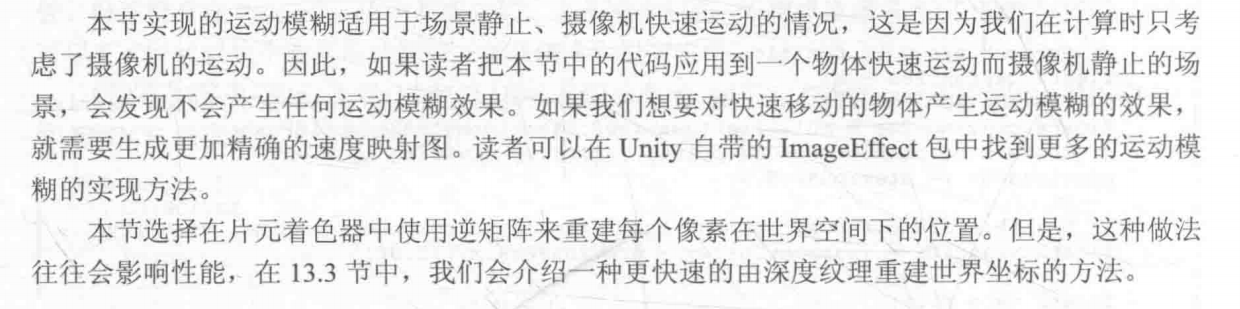 本节实现的运动模糊适用于场景静止、摄像机快速运动的情况，这是因为我们在计算时只考
虑了摄像机的运动。因此，如果读者把本节中的代码应用到一个物体快速运动而摄像机静止的场
景，会发现不会产生任何运动模糊效果。如果我们想要对快速移动的物体产生运动模糊的效果，
就需要生成更加精确的速度映射图。读者可以在 Unity 自带的 ImageEffect 包中找到更多的运动模
糊的实现方法。
本节选择在片元着色器中使用逆矩阵来重建每个像素在世界空间下的位置。但是，这种做法
往往会影响性能，在 13.3 节中，我们会介绍一种更快速的由深度纹理重建世界坐标的方法。